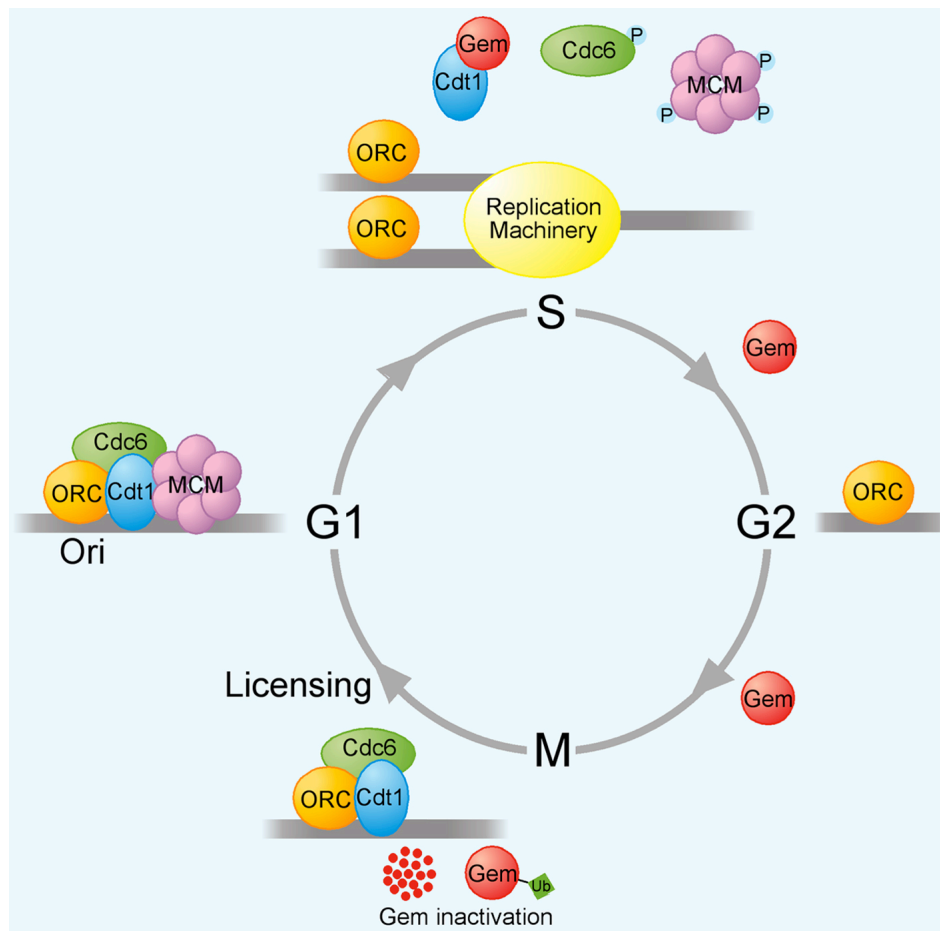 Gem
Cdt1
Cdc6
P
MCM
P
P
P
ORC
ORC
Replication
Machinery
S
Gem
Cdc6
ORC
Cdt1
MCM
Ori
G1
G2
ORC
Licensing
Gem
M
Cdc6
ORC
Cdt1
Gem
Ub
Gem inactivation